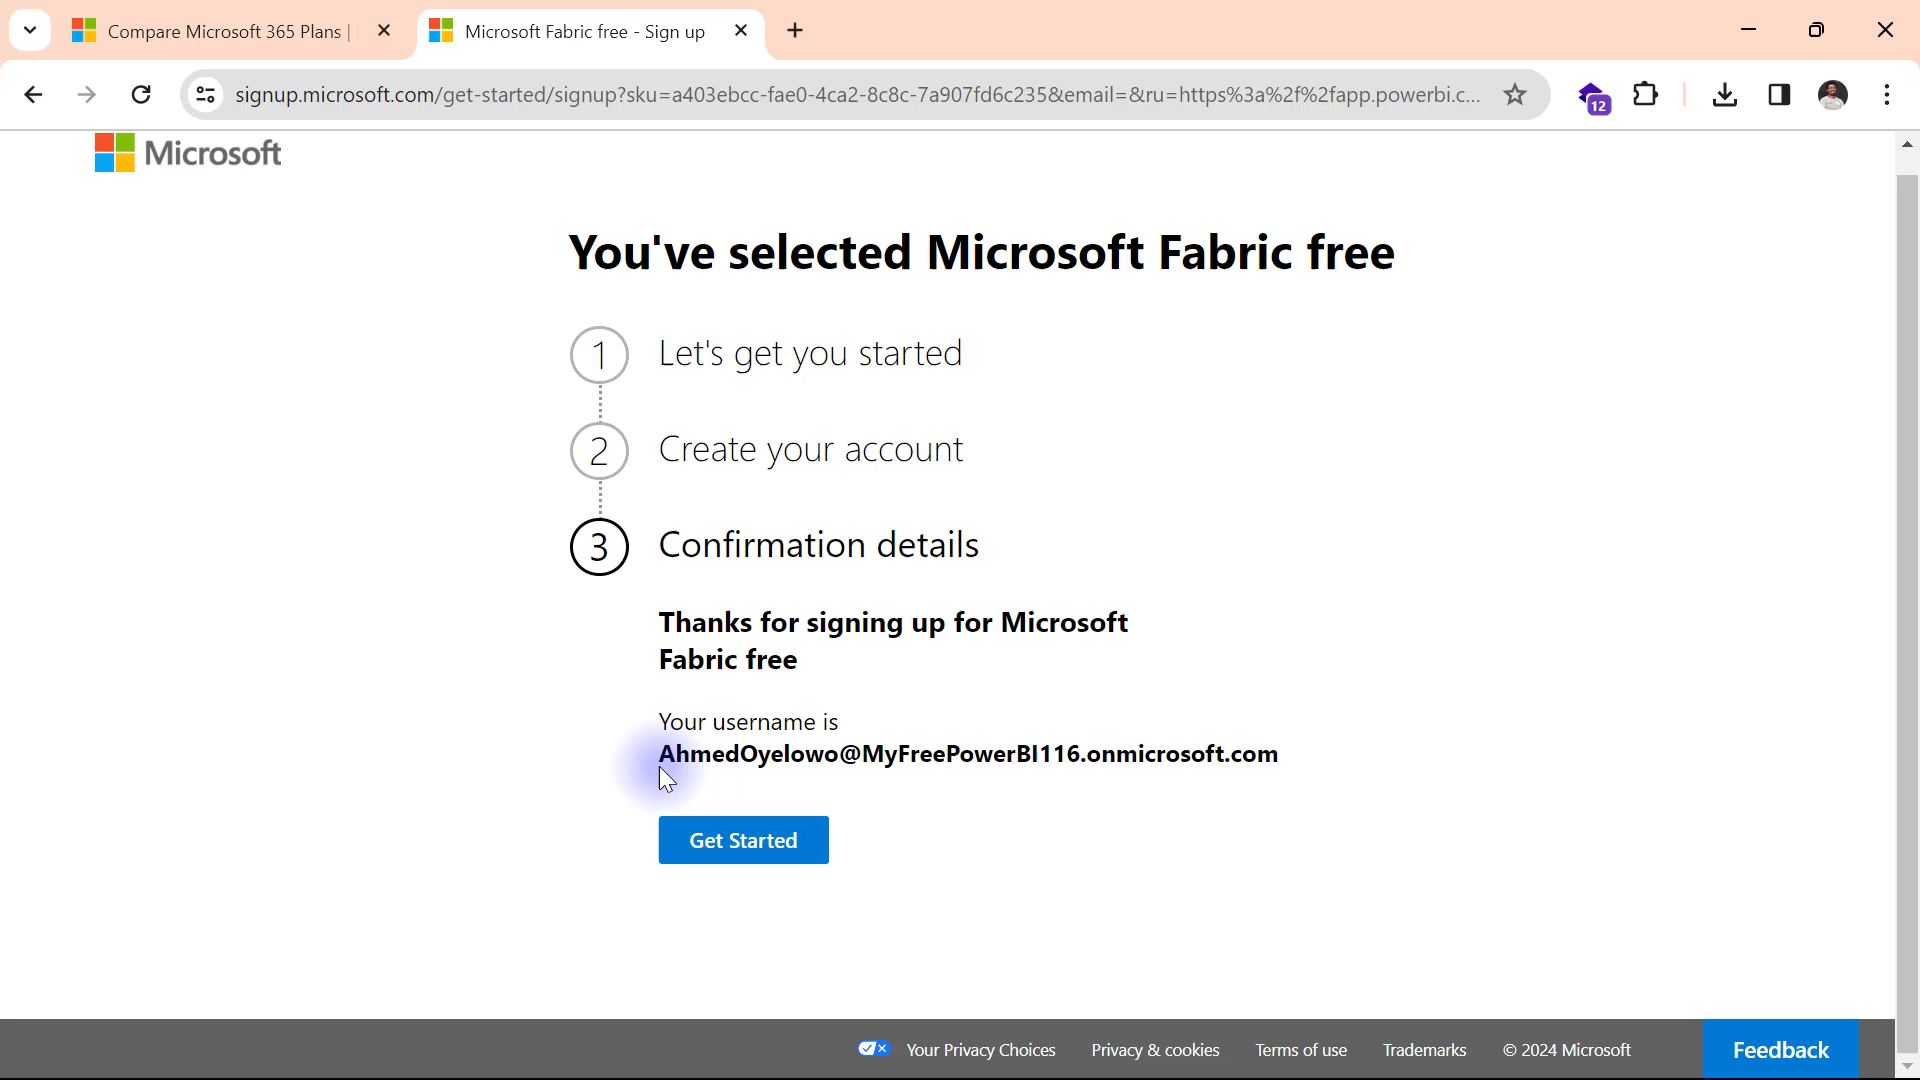 Compare Microsoft 365 Plans |
Microsoft Fabric free - Sign up
signup.microsoft.com/get-started/signup?sku=a403ebcc-fae0-4ca2-8c8c-7a907fd6c235&email=&ru=https%3a%2f%2fapp.powerbi.c...
12
Microsoft
You've selected Microsoft Fabric free
1 Let's get you started
2 Create your account
3 Confirmation details
Thanks for signing up for Microsoft
Fabric free
Your username is
AhmedOyelowo@MyFreePowerBI116.onmicrosoft.com
Get Started
Your Privacy Choices Privacy & cookies Terms of use Trademarks © 2024 Microsoft Feedback